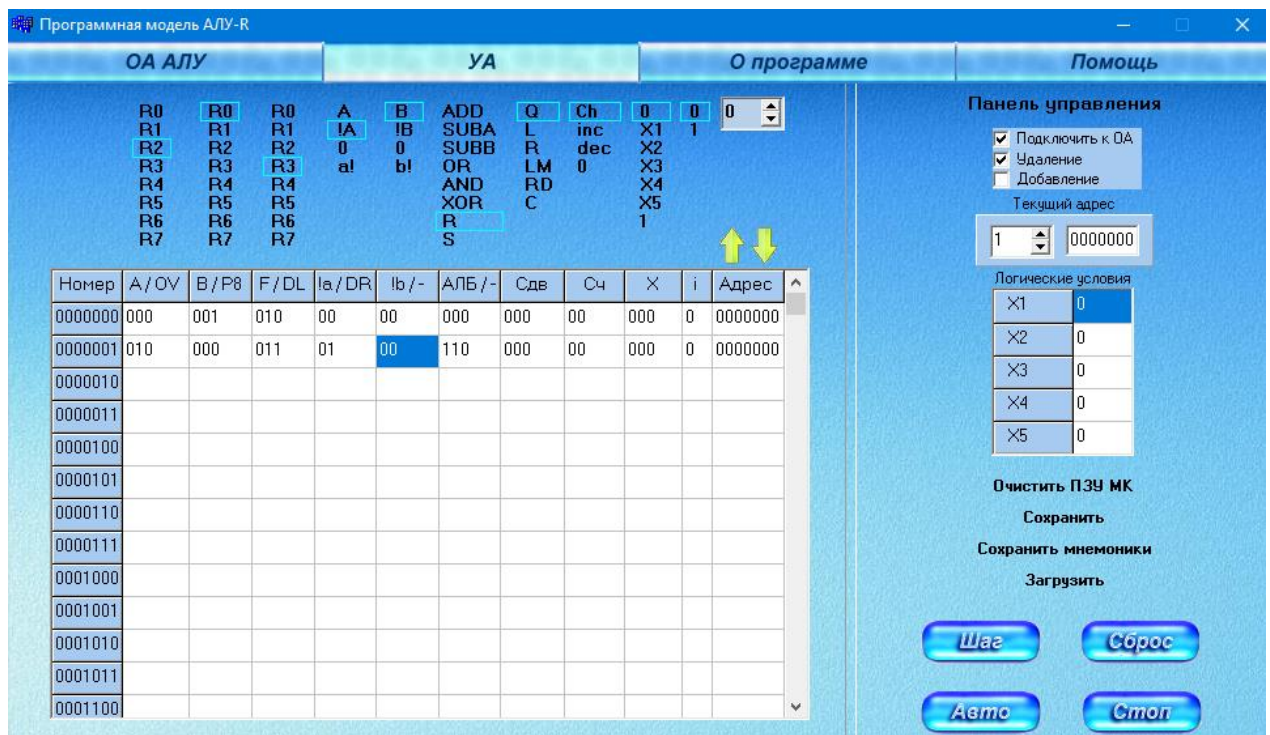 Программная модель АЛУ-R
ОА АЛУ УА О программе Помощь
R0 R0 R0 A B ADD Q Ch 0 0 0
R1 R1 R1 !A !B SUBA L inc X1 1
R2 R2 R2 0 0 SUBB R dec X2
R3 R3 R3 a! b! OR LM 0 X3
R4 R4 R4 AND RD X4
R5 R5 R5 XOR C X5
R6 R6 R6 R 1
R7 R7 R7 S
Номер A/OV B/P8 F/DL !a/DR !b/- АЛБ/- Сдв Сч X i Адрес
0000000 000 001 010 00 00 000 000 00 000 0 0000000
0000001 010 000 011 01 00 110 000 00 000 0 0000000
0000010
0000011
0000100
0000101
0000110
0000111
0001000
0001001
0001010
0001011
0001100
Панель управления
Подключить к ОА
Удаление
Добавление
Текущий адрес
1 0000000
Логические условия
X1 0
X2 0
X3 0
X4 0
X5 0
Очистить ПЗУ МК
Сохранить
Сохранить мнемоники
Загрузить
Шаг Сброс
Авто Стоп